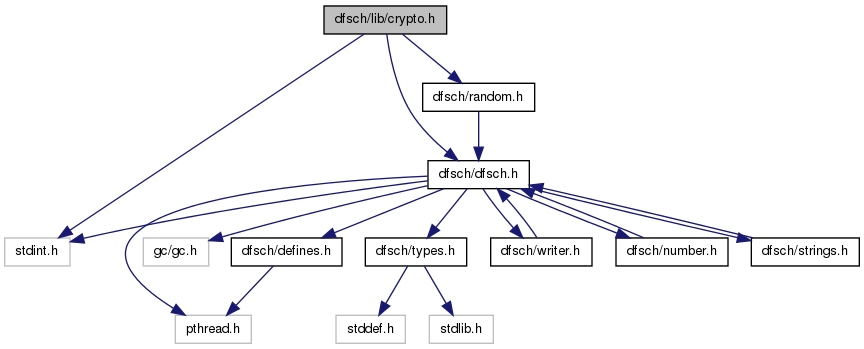 dfsch/lib/crypto.h
dfsch/random.h
dfsch/dfsch.h
stdint.h
gc/gc.h
dfsch/defines.h
dfsch/types.h
dfsch/writer.h
dfsch/number.h
dfsch/strings.h
pthread.h
stddef.h
stdlib.h